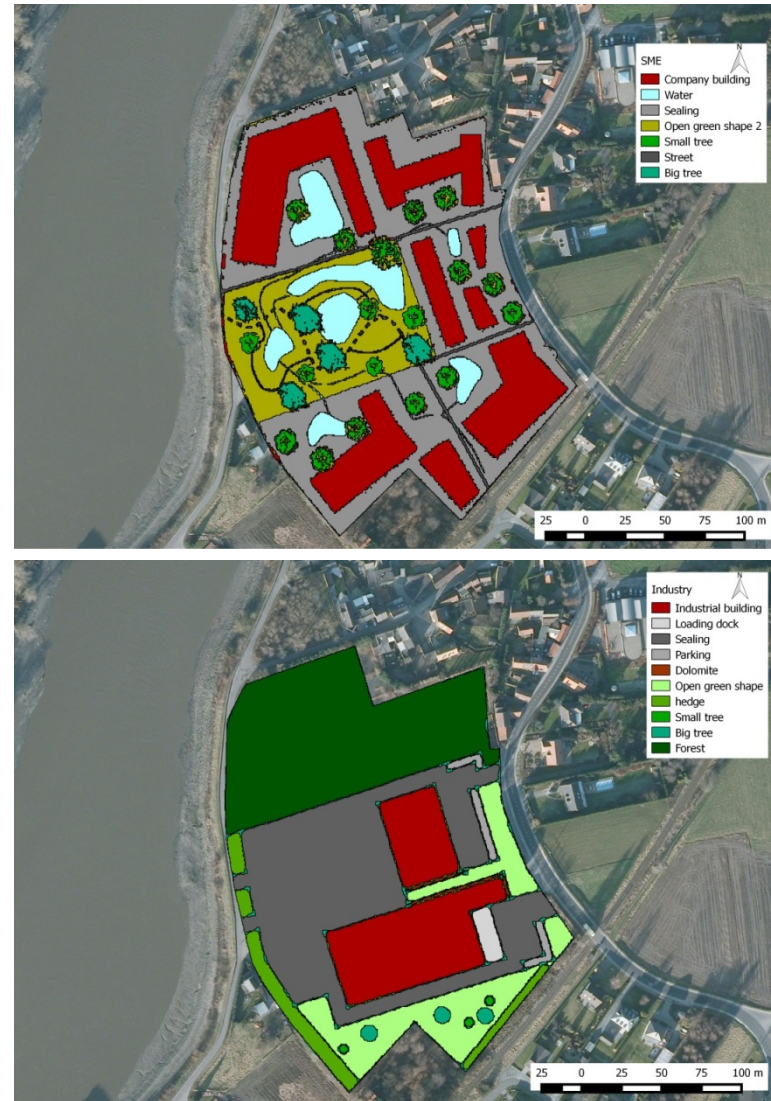 N
SME
Company building
Water
Sealing
Open green shape 2
Small tree
Street
Big tree
25 0 25 50 75 100 m
N
Industry
Industrial building
Loading dock
Sealing
Parking
Dolomite
Open green shape
hedge
Small tree
Big tree
Forest
25 0 25 50 75 100 m